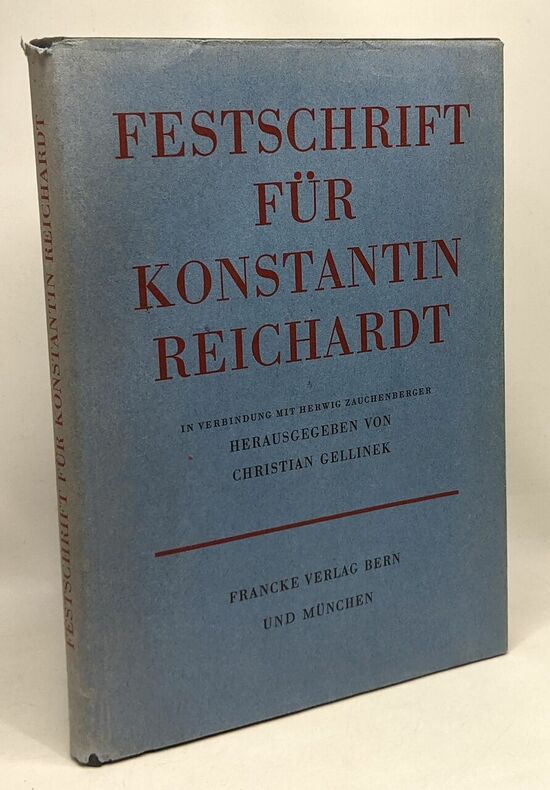 FESTSCHRIFT
FÜR
KONSTANTIN
REICHARDT
IN VERBINDUNG MIT HERWIG ZAUCHENBERGER
HERAUSGEGEBEN VON
CHRISTIAN GELLINEK
FRANCKE VERLAG BERN
UND MÜNCHEN
FESTSCHRIFT FÜR KONSTANTIN REICHARDT